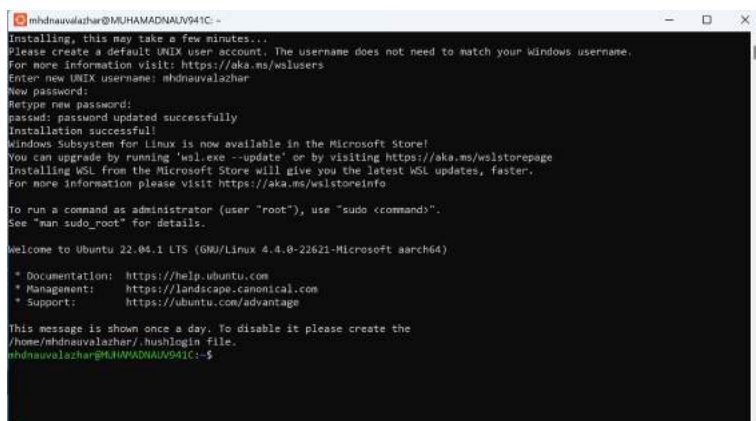 mhdnauvalazhar@MUHAMADNAUV941C: ~
Installing, this may take a few minutes...
Please create a default UNIX user account. The username does not need to match your Windows username.
For more information visit: https://aka.ms/wslusers
Enter new UNIX username: mhdnauvalazhar
New password:
Retype new password:
passwd: password updated successfully
Installation successful!
Windows Subsystem for Linux is now available in the Microsoft Store!
You can upgrade by running 'wsl.exe --update' or by visiting https://aka.ms/wslstorepage
Installing WSL from the Microsoft Store will give you the latest WSL updates, faster.
For more information please visit https://aka.ms/wslstoreinfo
To run a command as administrator (user "root"), use "sudo <command>".
See "man sudo_root" for details.
Welcome to Ubuntu 22.04.1 LTS (GNU/Linux 4.4.0-22621-Microsoft aarch64)
* Documentation: https://help.ubuntu.com
* Management: https://landscape.canonical.com
* Support: https://ubuntu.com/advantage
This message is shown once a day. To disable it please create the
/home/mhdnauvalazhar/.hushlogin file.
mhdnauvalazhar@MUHAMADNAUV941C:~$